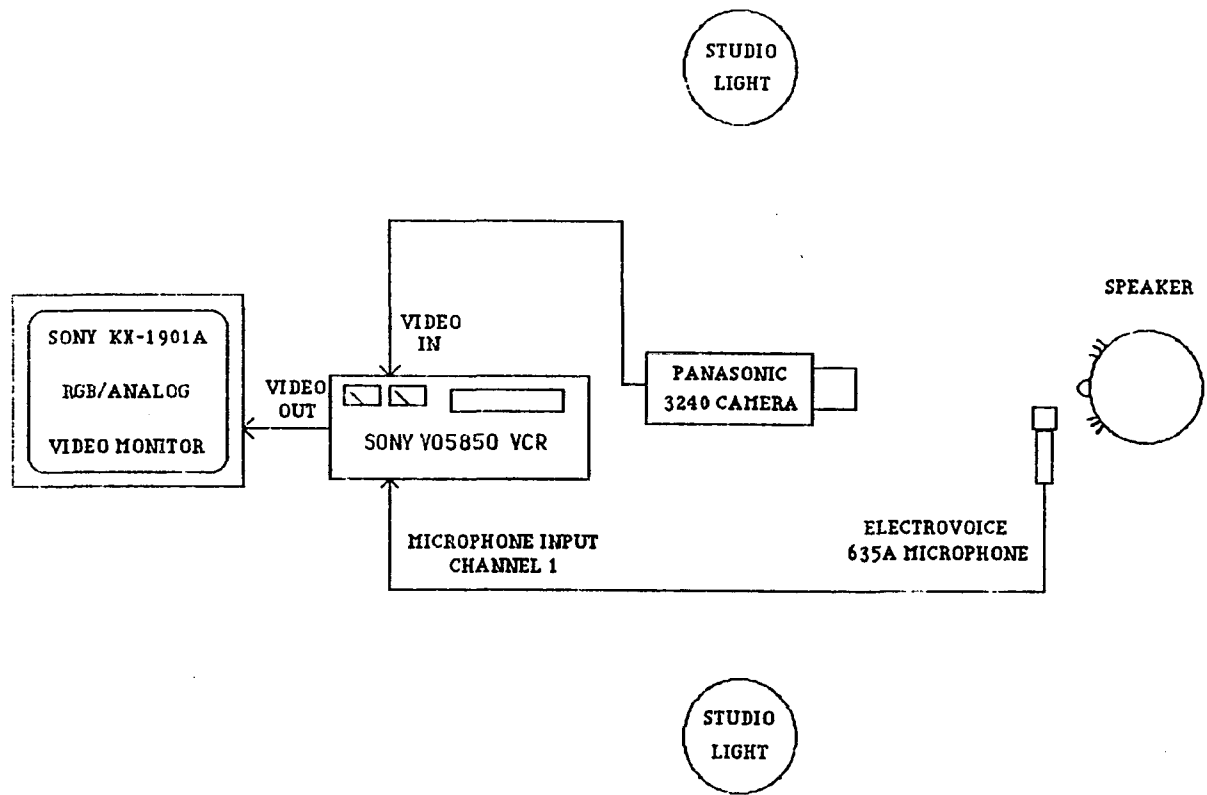 STUDIO
LIGHT
SPEAKER
SONY KX-1901A
RGB/ANALOG
VIDEO MONITOR
VIDEO
OUT
VIDEO
IN
SONY VO5850 VCR
PANASONIC
3240 CAMERA
MICROPHONE INPUT
CHANNEL 1
ELECTROVOICE
635A MICROPHONE
STUDIO
LIGHT